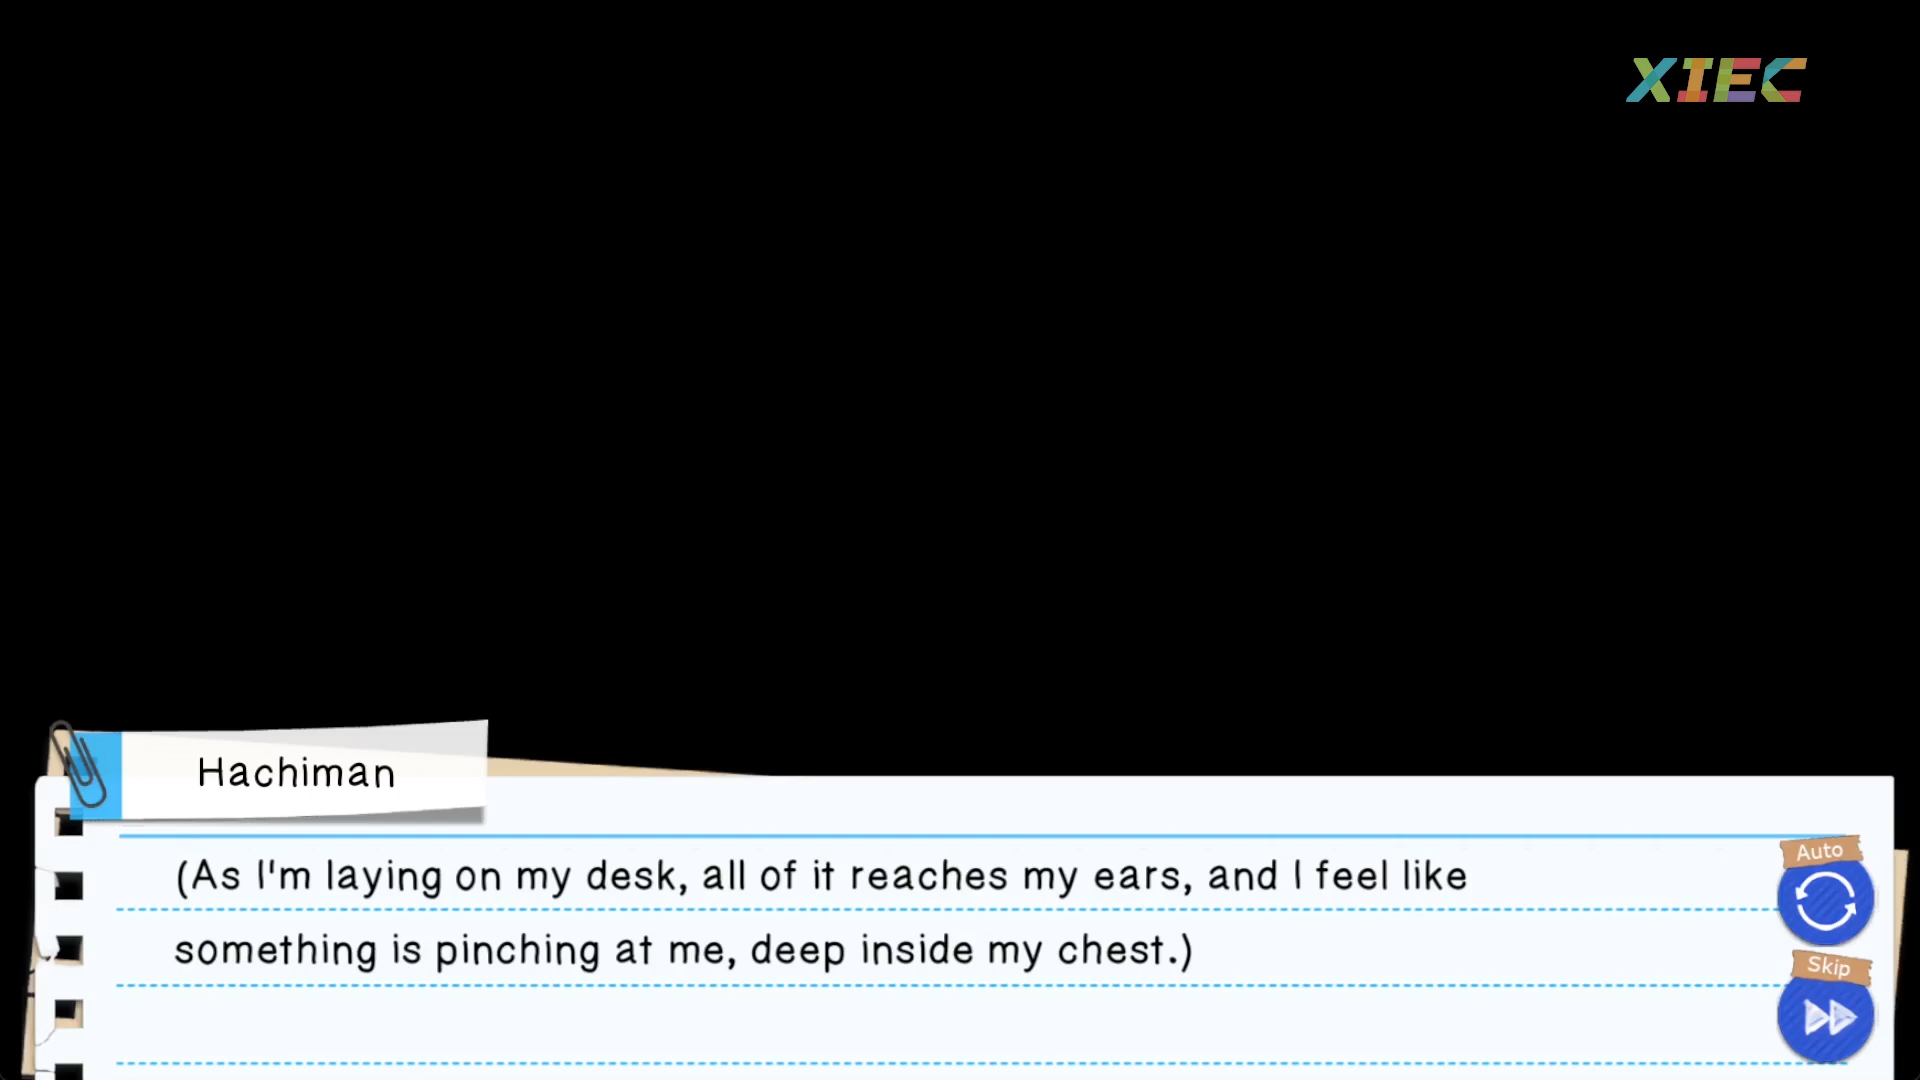 XIEC
Hachiman
(As I'm laying on my desk, all of it reaches my ears, and I feel like
something is pinching at me, deep inside my chest.)
Auto
Skip